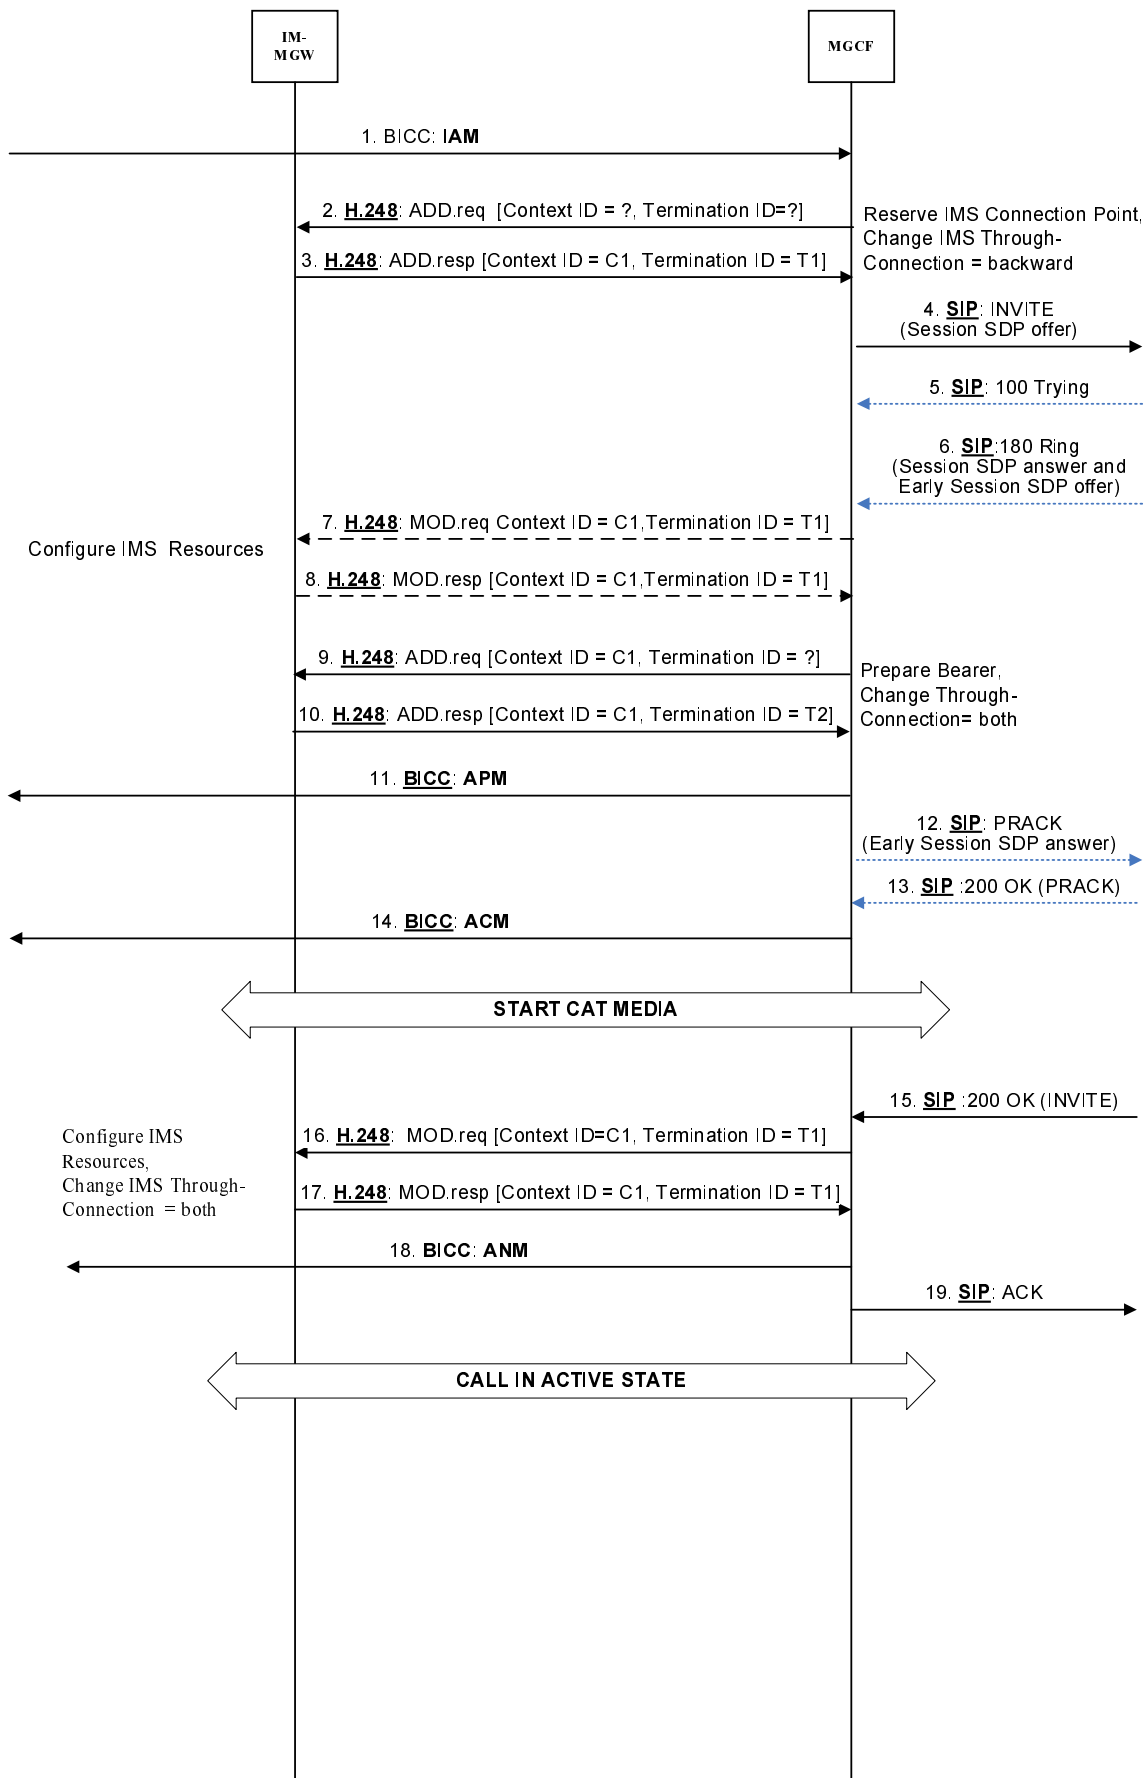 IM-
MGW
MGCF
1. BICC: IAM
2. H.248: ADD.req [Context ID = ?, Termination ID=?]
Reserve IMS Connection Point,
Change IMS Through-
Connection = backward
3. H.248: ADD.resp [Context ID = C1, Termination ID = T1]
4. SIP: INVITE
(Session SDP offer)
5. SIP: 100 Trying
6. SIP:180 Ring
(Session SDP answer and
Early Session SDP offer)
7. H.248: MOD.req Context ID = C1,Termination ID = T1]
Configure IMS Resources
8. H.248: MOD.resp [Context ID = C1,Termination ID = T1]
9. H.248: ADD.req [Context ID = C1, Termination ID = ?]
Prepare Bearer,
Change Through-
Connection= both
10. H.248: ADD.resp [Context ID = C1, Termination ID = T2]
11. BICC: APM
12. SIP: PRACK
(Early Session SDP answer)
13. SIP :200 OK (PRACK)
14. BICC: ACM
START CAT MEDIA
15. SIP :200 OK (INVITE)
16. H.248: MOD.req [Context ID=C1, Termination ID = T1]
Configure IMS
Resources,
Change IMS Through-
Connection = both
17. H.248: MOD.resp [Context ID = C1, Termination ID = T1]
18. BICC: ANM
19. SIP: ACK
CALL IN ACTIVE STATE